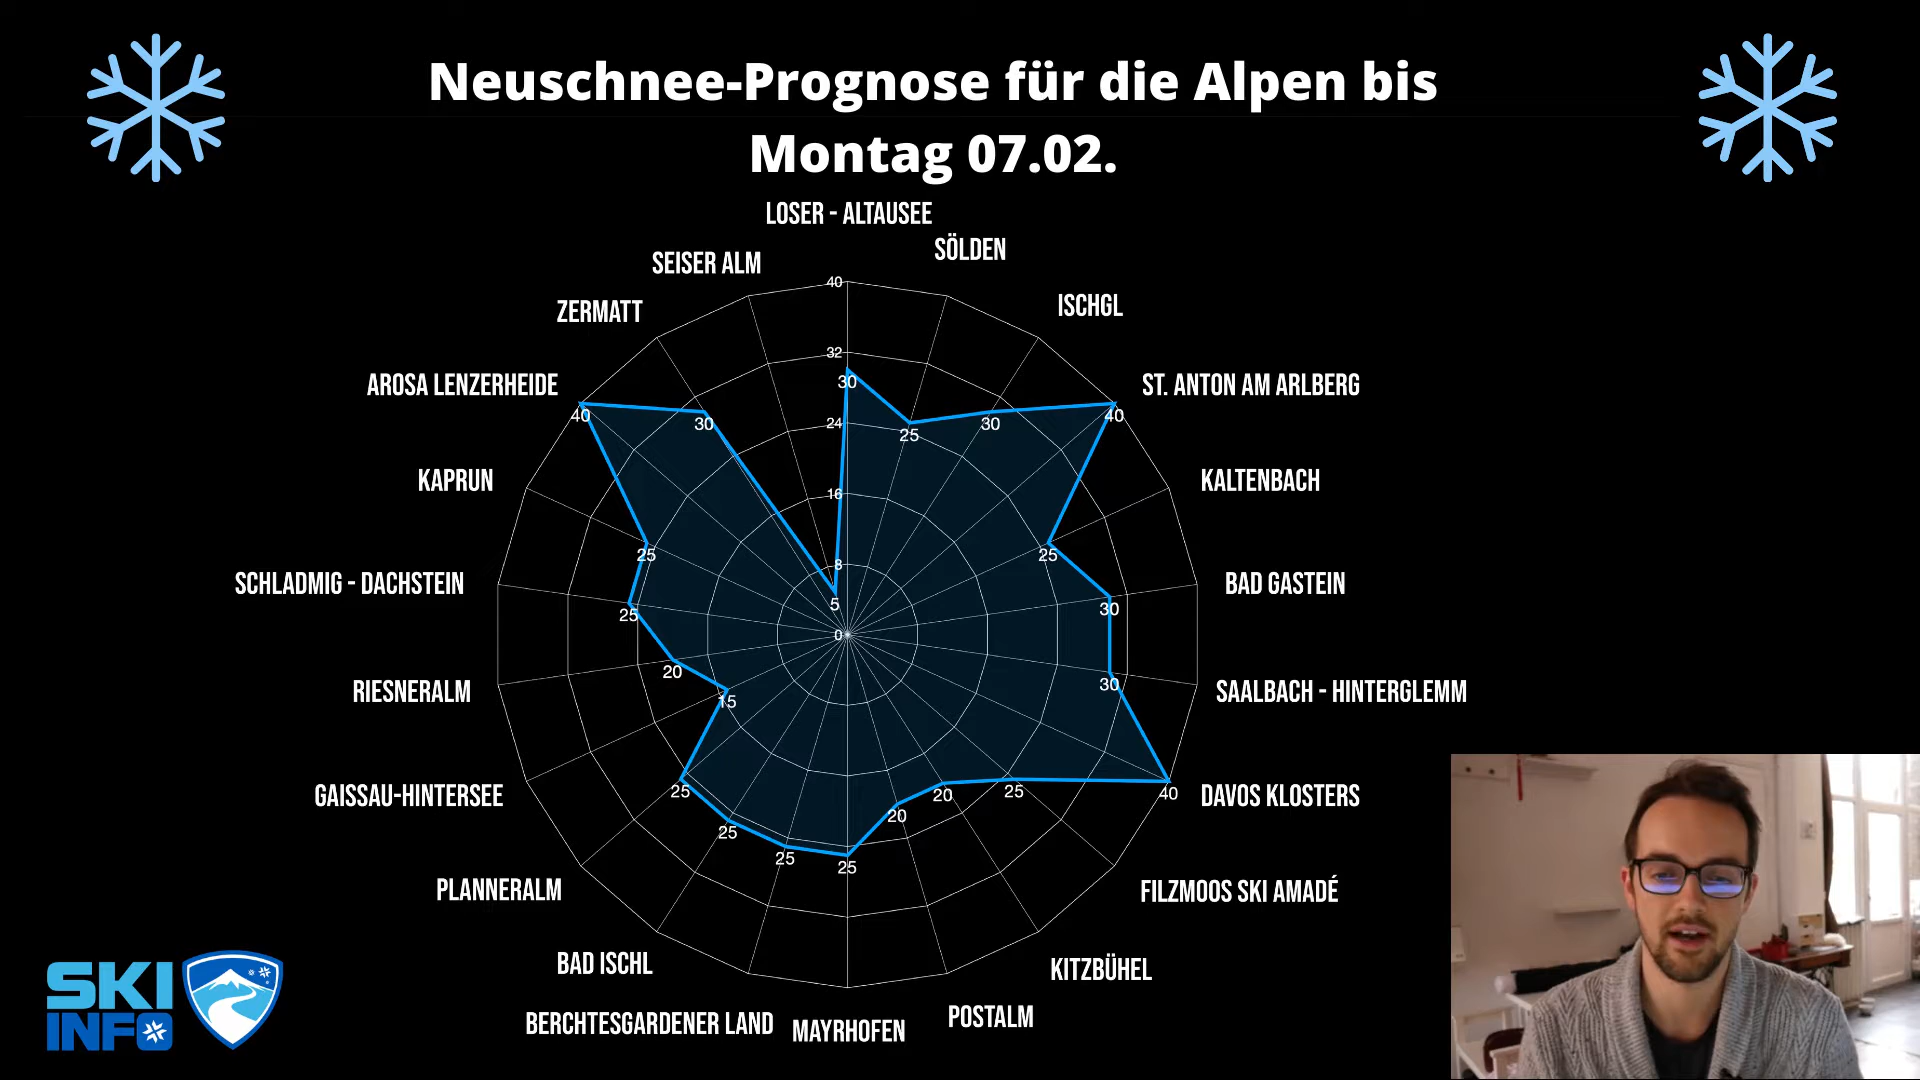 Neuschnee-Prognose für die Alpen bis
Montag 07.02.
LOSER - ALTAUSEE
SÖLDEN
SEISER ALM
ISCHGL
ZERMATT
AROSA LENZERHEIDE
ST. ANTON AM ARLBERG
KAPRUN
KALTENBACH
SCHLADMIG - DACHSTEIN
BAD GASTEIN
RIESNERALM
SAALBACH - HINTERGLEMM
GAISSAU-HINTERSEE
DAVOS KLOSTERS
PLANNERALM
FILZMOOS SKI AMADÉ
BAD ISCHL
KITZBÜHEL
BERCHTESGARDENER LAND
MAYRHOFEN
POSTALM
40
32
24
16
8
0
30
25
30
40
25
30
30
40
25
20
20
25
25
25
25
15
20
25
25
40
30
5
SKI
INFO